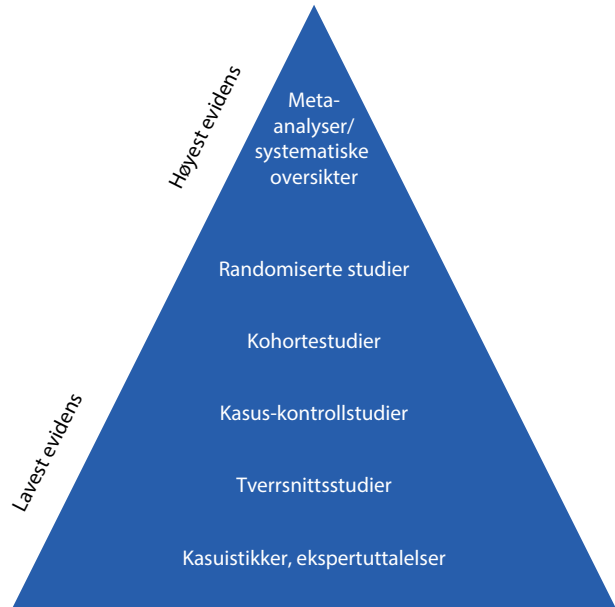 Høyest evidens
Meta-
analyser/
systematiske
oversikter
Randomiserte studier
Kohortestudier
Kasus-kontrollstudier
Lavest evidens
Tverrsnittsstudier
Kasuistikker, ekspertuttalelser